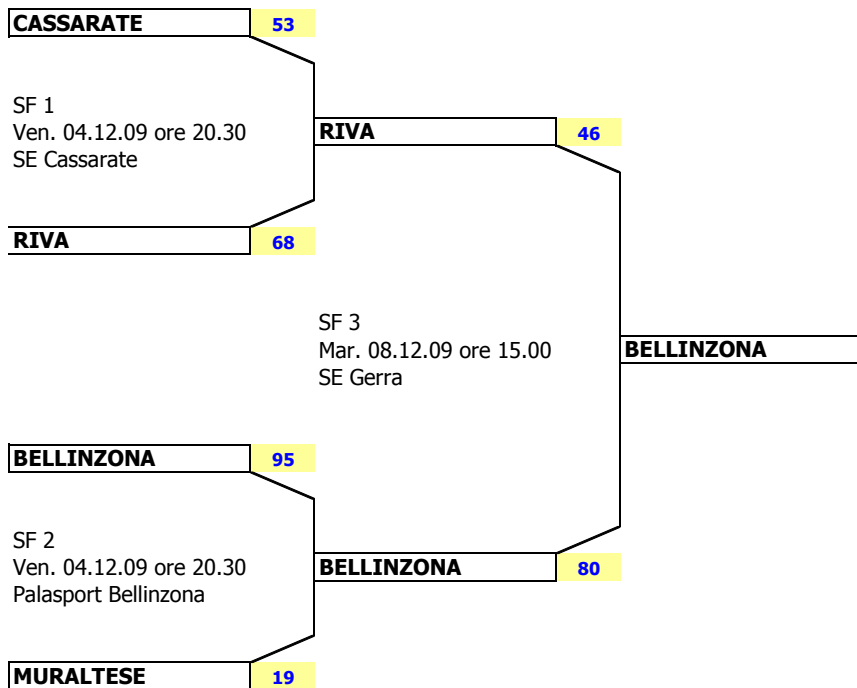 CASSARATE 53
SF 1
Ven. 04.12.09 ore 20.30
SE Cassarate
RIVA 46
RIVA 68
SF 3
Mar. 08.12.09 ore 15.00
SE Gerra
BELLINZONA
BELLINZONA 95
SF 2
Ven. 04.12.09 ore 20.30
Palasport Bellinzona
BELLINZONA 80
MURALTESE 19